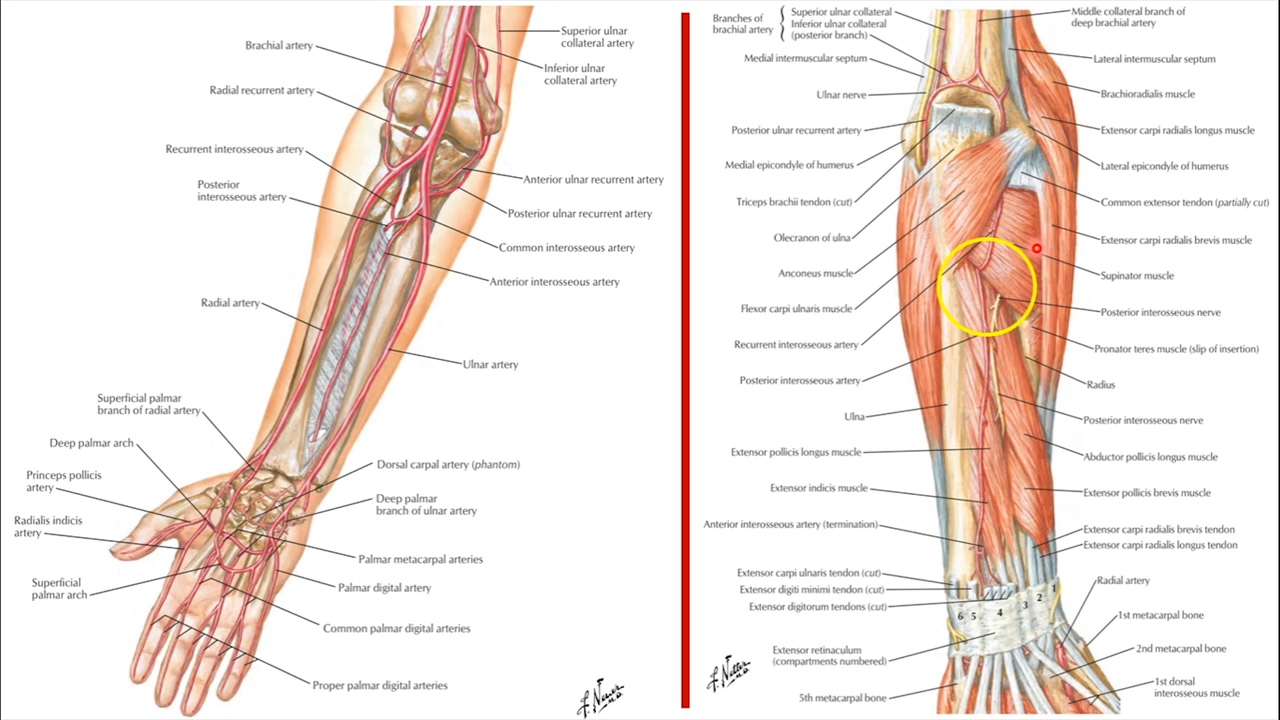 Brachial artery
Radial recurrent artery
Recurrent interosseous artery
Posterior
interosseous artery
Radial artery
Superficial palmar
branch of radial artery
Deep palmar arch
Princeps pollicis
artery
Radialis indicis
artery
Superficial
palmar arch
Superior ulnar
collateral artery
Inferior ulnar
collateral artery
Anterior ulnar recurrent artery
Posterior ulnar recurrent artery
Common interosseous artery
Anterior interosseous artery
Ulnar artery
Dorsal carpal artery (phantom)
Deep palmar
branch of ulnar artery
Palmar metacarpal arteries
Palmar digital artery
Common palmar digital arteries
Proper palmar digital arteries
Branches of
brachial artery
Superior ulnar collateral
Inferior ulnar collateral
(posterior branch)
Medial intermuscular septum
Ulnar nerve
Posterior ulnar recurrent artery
Medial epicondyle of humerus
Triceps brachii tendon (cut)
Olecranon of ulna
Anconeus muscle
Flexor carpi ulnaris muscle
Recurrent interosseous artery
Posterior interosseous artery
Ulna
Extensor pollicis longus muscle
Extensor indicis muscle
Anterior interosseous artery (termination)
Extensor carpi ulnaris tendon (cut)
Extensor digiti minimi tendon (cut)
Extensor digitorum tendons (cut)
Extensor retinaculum
(compartments numbered)
5th metacarpal bone
Middle collateral branch of
deep brachial artery
Lateral intermuscular septum
Brachioradialis muscle
Extensor carpi radialis longus muscle
Lateral epicondyle of humerus
Common extensor tendon (partially cut)
Extensor carpi radialis brevis muscle
Supinator muscle
Posterior interosseous nerve
Pronator teres muscle (slip of insertion)
Radius
Posterior interosseous nerve
Abductor pollicis longus muscle
Extensor pollicis brevis muscle
Extensor carpi radialis brevis tendon
Extensor carpi radialis longus tendon
Radial artery
1st metacarpal bone
2nd metacarpal bone
1st dorsal
interosseous muscle
6 5 4 3 2 1
F. Netter
M.D.
F. Netter
M.D.